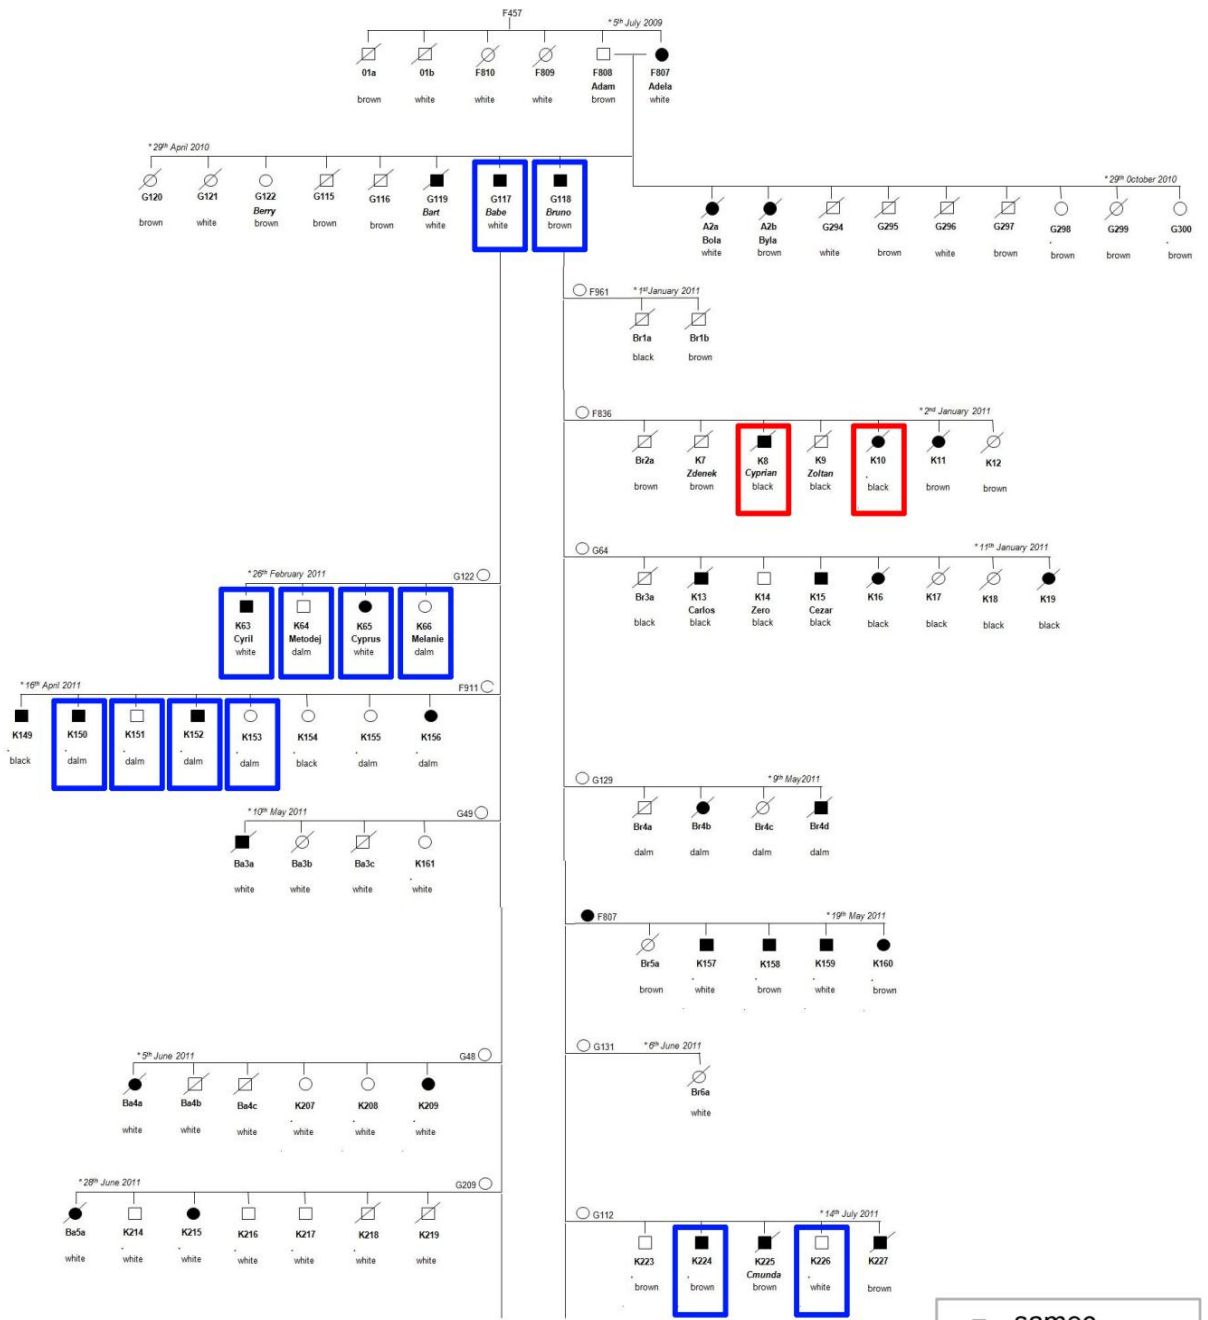 F457
* 5th July 2009
01a 01b F810 F809 F808 F807
Adam Adela
brown white white white brown white
* 29th April 2010
G120 G121 G122 G115 G116 G119 G117 G118
Berry Bart Babe Bruno
brown white brown brown brown white white brown
* 29th October 2010
A2a A2b G294 G295 G296 G297 G298 G299 G300
Bola Byla
white brown white brown white brown brown brown brown
F961 * 1st January 2011
Br1a Br1b
black brown
F836 * 2nd January 2011
Br2a K7 K8 K9 K10 K11 K12
Zdenek Cyprian Zoltan
brown brown black black black brown brown
G64 * 11th January 2011
Br3a K13 K14 K15 K16 K17 K18 K19
Carlos Zero Cezar
black black black black black black black black
* 26th February 2011 G122
K63 K64 K65 K66
Cyril Metodej Cyprus Melanie
white dalm white dalm
* 16th April 2011 F911
K149 K150 K151 K152 K153 K154 K155 K156
black dalm dalm dalm dalm black dalm dalm
G129 * 9th May2011
Br4a Br4b Br4c Br4d
dalm dalm dalm dalm
* 10th May 2011 G49
Ba3a Ba3b Ba3c K161
white white white white
F807 * 19th May 2011
Br5a K157 K158 K159 K160
brown white brown white brown
G131 * 6th June 2011
Br6a
white
* 5th June 2011 G48
Ba4a Ba4b Ba4c K207 K208 K209
white white white white white white
* 28th June 2011 G209
Ba5a K214 K215 K216 K217 K218 K219
white white white white white white white
G112 * 14th July 2011
K223 K224 K225 K226 K227
Cmunda
brown brown brown white brown